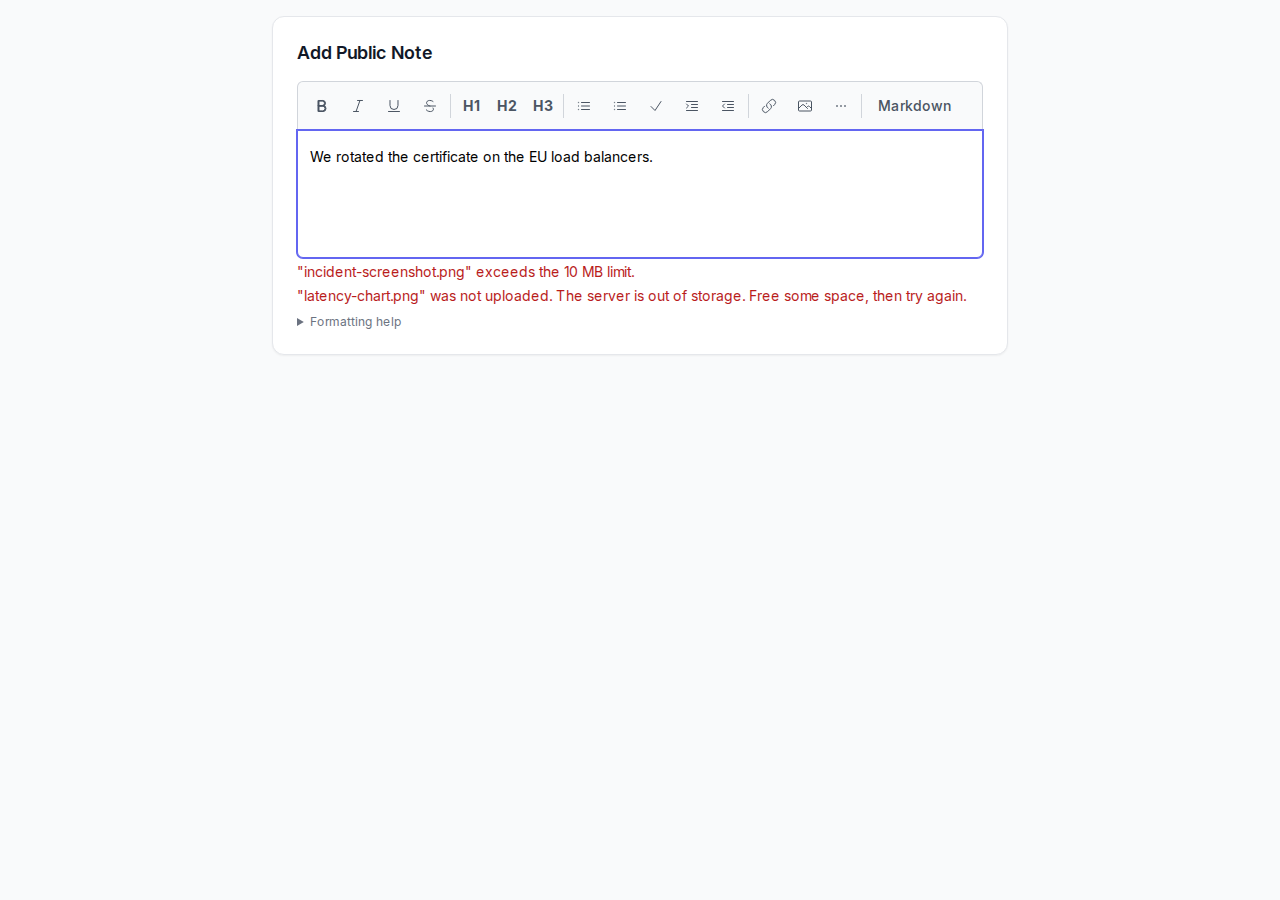 Add Public Note
B I U S H1 H2 H3 Markdown
We rotated the certificate on the EU load balancers.
"incident-screenshot.png" exceeds the 10 MB limit.
"latency-chart.png" was not uploaded. The server is out of storage. Free some space, then try again.
Formatting help